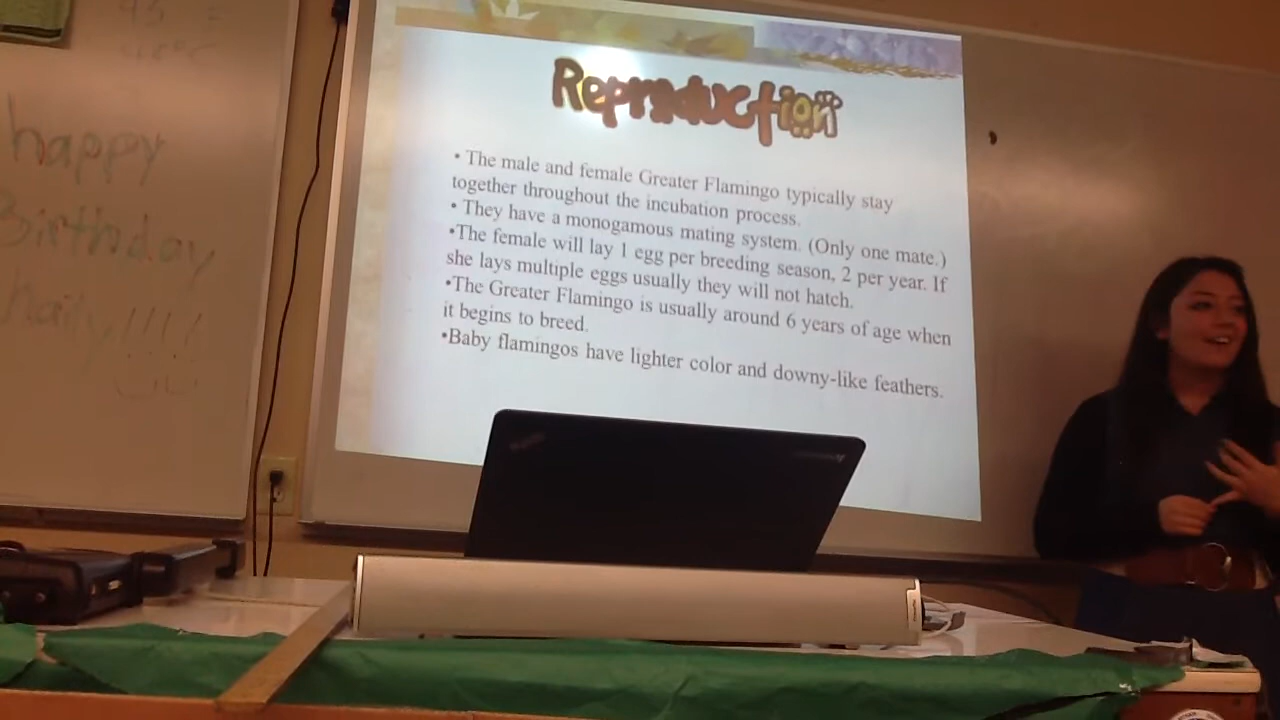 happy
Birthday
haily!!!!
Reproduction
• The male and female Greater Flamingo typically stay
together throughout the incubation process.
• They have a monogamous mating system. (Only one mate.)
•The female will lay 1 egg per breeding season, 2 per year. If
she lays multiple eggs usually they will not hatch.
•The Greater Flamingo is usually around 6 years of age when
it begins to breed.
•Baby flamingos have lighter color and downy-like feathers.